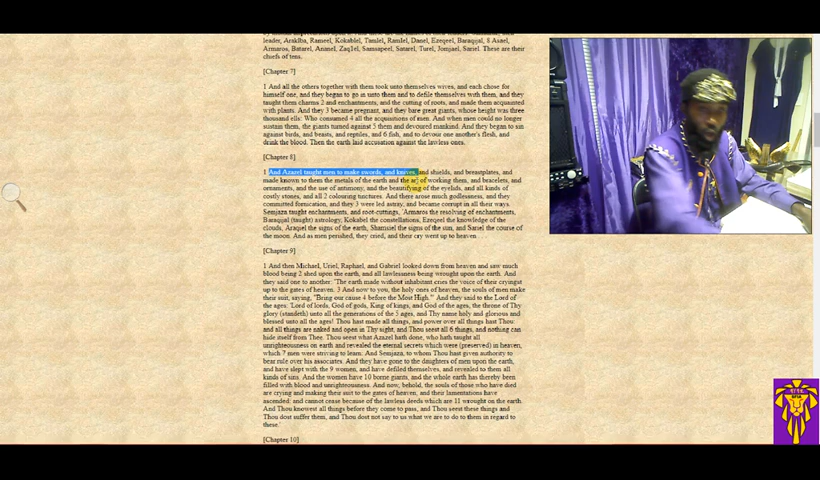 leader, Araklba, Rameel, Kokablel, Tamlel, Ramlel, Danel, Ezeqeel, Baraqijal, 8 Asael,
Armaros, Batarel, Ananel, Zaq1el, Samsapeel, Satarel, Turel, Jomjael, Sariel. These are their
chiefs of tens.
[Chapter 7]
1 And all the others together with them took unto themselves wives, and each chose for
himself one, and they began to go in unto them and to defile themselves with them, and they
taught them charms 2 and enchantments, and the cutting of roots, and made them acquainted
with plants. And they 3 became pregnant, and they bare great giants, whose height was three
thousand ells: Who consumed 4 all the acquisitions of men. And when men could no longer
sustain them, the giants turned against 5 them and devoured mankind. And they began to sin
against birds, and beasts, and reptiles, and 6 fish, and to devour one another's flesh, and
drink the blood. Then the earth laid accusation against the lawless ones.
[Chapter 8]
1 And Azazel taught men to make swords, and knives, and shields, and breastplates, and
made known to them the metals of the earth and the art of working them, and bracelets, and
ornaments, and the use of antimony, and the beautifying of the eyelids, and all kinds of
costly stones, and all 2 colouring tinctures. And there arose much godlessness, and they
committed fornication, and they 3 were led astray, and became corrupt in all their ways.
Semjaza taught enchantments, and root-cuttings, 'Armaros the resolving of enchantments,
Baraqijal (taught) astrology, Kokabel the constellations, Ezeqeel the knowledge of the
clouds, Araqiel the signs of the earth, Shamsiel the signs of the sun, and Sariel the course of
the moon. And as men perished, they cried, and their cry went up to heaven . . .
[Chapter 9]
1 And then Michael, Uriel, Raphael, and Gabriel looked down from heaven and saw much
blood being 2 shed upon the earth, and all lawlessness being wrought upon the earth. And
they said one to another: 'The earth made without inhabitant cries the voice of their cryingst
up to the gates of heaven. 3 And now to you, the holy ones of heaven, the souls of men make
their suit, saying, "Bring our cause 4 before the Most High."' And they said to the Lord of
the ages: 'Lord of lords, God of gods, King of kings, and God of the ages, the throne of Thy
glory (standeth) unto all the generations of the 5 ages, and Thy name holy and glorious and
blessed unto all the ages! Thou hast made all things, and power over all things hast Thou:
and all things are naked and open in Thy sight, and Thou seest all 6 things, and nothing can
hide itself from Thee. Thou seest what Azazel hath done, who hath taught all
unrighteousness on earth and revealed the eternal secrets which were (preserved) in heaven,
which 7 men were striving to learn: And Semjaza, to whom Thou hast given authority to
bear rule over his associates. And they have gone to the daughters of men upon the earth,
and have slept with the 9 women, and have defiled themselves, and revealed to them all
kinds of sins. And the women have 10 borne giants, and the whole earth has thereby been
filled with blood and unrighteousness. And now, behold, the souls of those who have died
are crying and making their suit to the gates of heaven, and their lamentations have
ascended: and cannot cease because of the lawless deeds which are 11 wrought on the earth.
And Thou knowest all things before they come to pass, and Thou seest these things and
Thou dost suffer them, and Thou dost not say to us what we are to do to them in regard to
these.'
[Chapter 10]